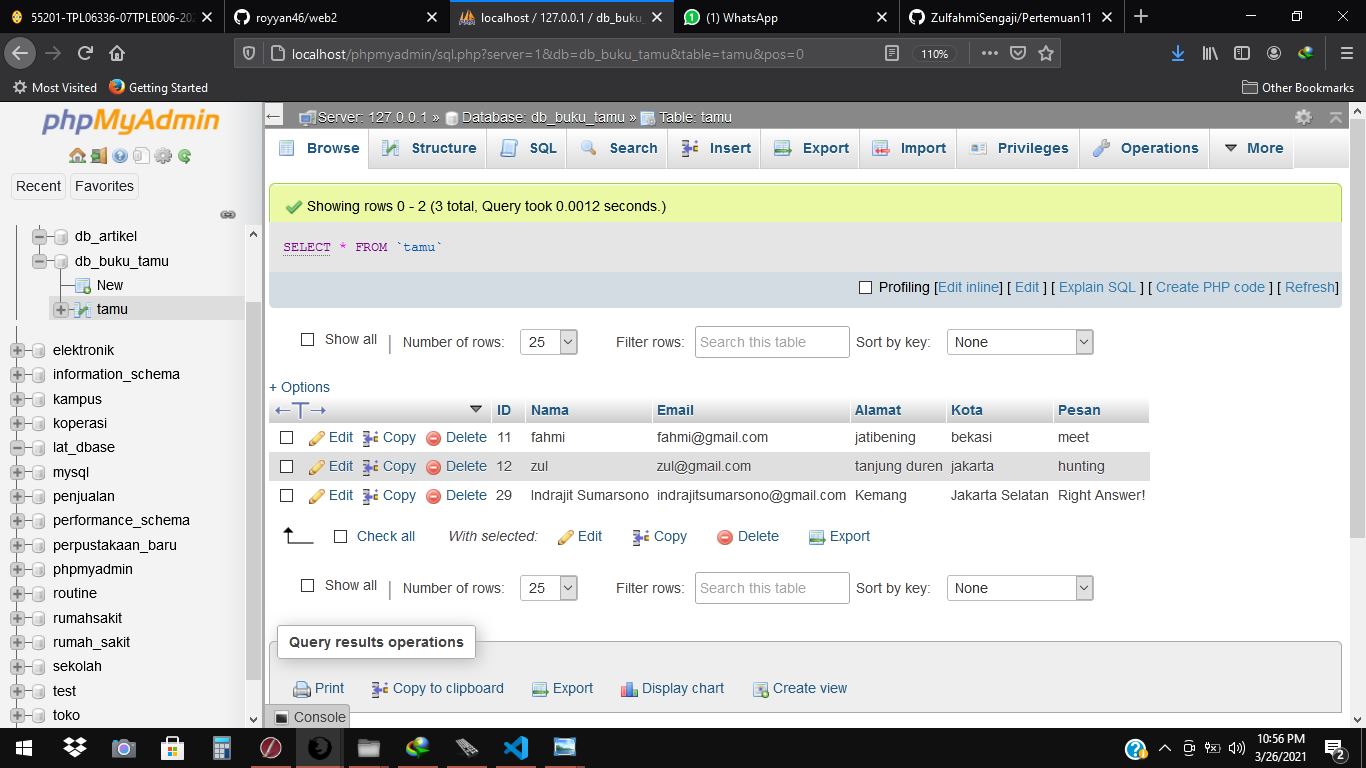 55201-TPL06336-07TPLE006-202
royyan46/web2
localhost / 127.0.0.1 / db_buku_
(1) WhatsApp
ZulfahmiSengaji/Pertemuan11
localhost/phpmyadmin/sql.php?server=1&db=db_buku_tamu&table=tamu&pos=0
110%
Most Visited
Getting Started
Other Bookmarks
phpMyAdmin
Recent
Favorites
db_artikel
db_buku_tamu
New
tamu
elektronik
information_schema
kampus
koperasi
lat_dbase
mysql
penjualan
performance_schema
perpustakaan_baru
phpmyadmin
routine
rumahsakit
rumah_sakit
sekolah
test
toko
Server: 127.0.0.1 » Database: db_buku_tamu » Table: tamu
Browse Structure SQL Search Insert Export Import Privileges Operations More
Showing rows 0 - 2 (3 total, Query took 0.0012 seconds.)
SELECT * FROM `tamu`
Profiling [Edit inline] [ Edit ] [ Explain SQL ] [ Create PHP code ] [ Refresh]
Show all | Number of rows: 25 Filter rows: Search this table Sort by key: None
+ Options
←T→ ID Nama Email Alamat Kota Pesan
Edit Copy Delete 11 fahmi fahmi@gmail.com jatibening bekasi meet
Edit Copy Delete 12 zul zul@gmail.com tanjung duren jakarta hunting
Edit Copy Delete 29 Indrajit Sumarsono indrajitsumarsono@gmail.com Kemang Jakarta Selatan Right Answer!
Check all With selected: Edit Copy Delete Export
Show all | Number of rows: 25 Filter rows: Search this table Sort by key: None
Query results operations
Print Copy to clipboard Export Display chart Create view
Console
10:56 PM
3/26/2021
2